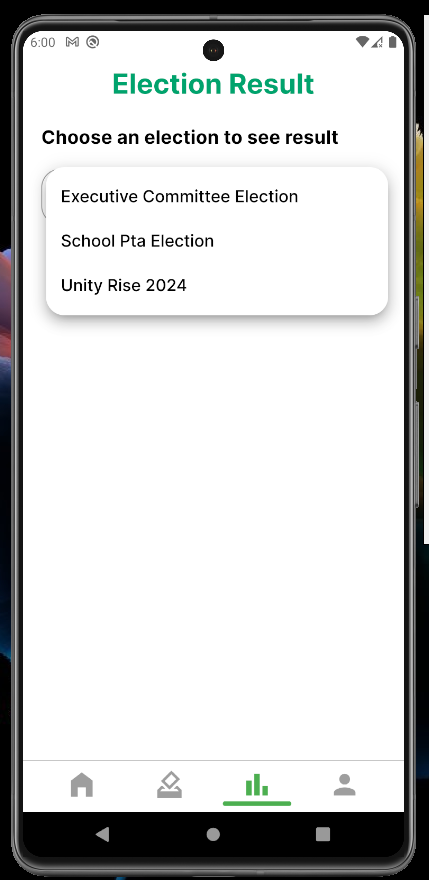 6:00
Election Result
Choose an election to see result
Executive Committee Election
School Pta Election
Unity Rise 2024